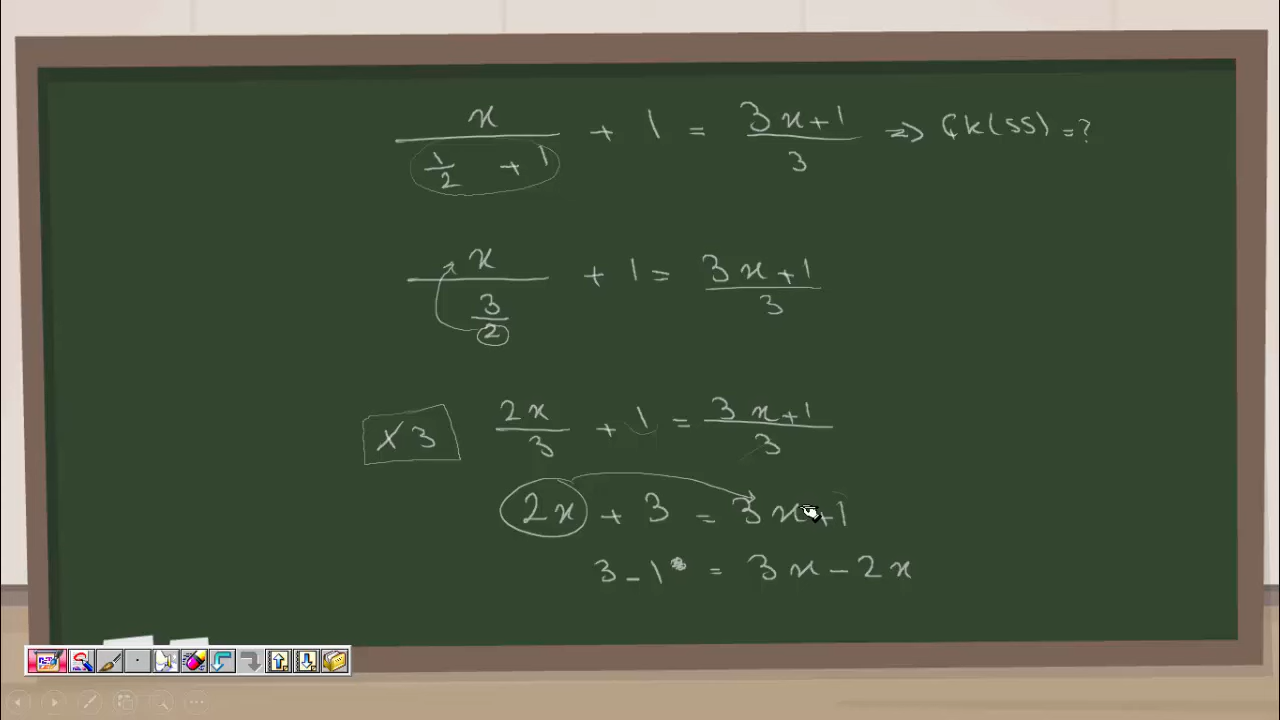 x/(1/2 + 1) + 1 = (3x+1)/3 => Çk(SS) = ?
x/(3/2) + 1 = (3x+1)/3
×3 2x/3 + 1 = (3x+1)/3
2x + 3 = 3x+1
3-1 = 3x-2x